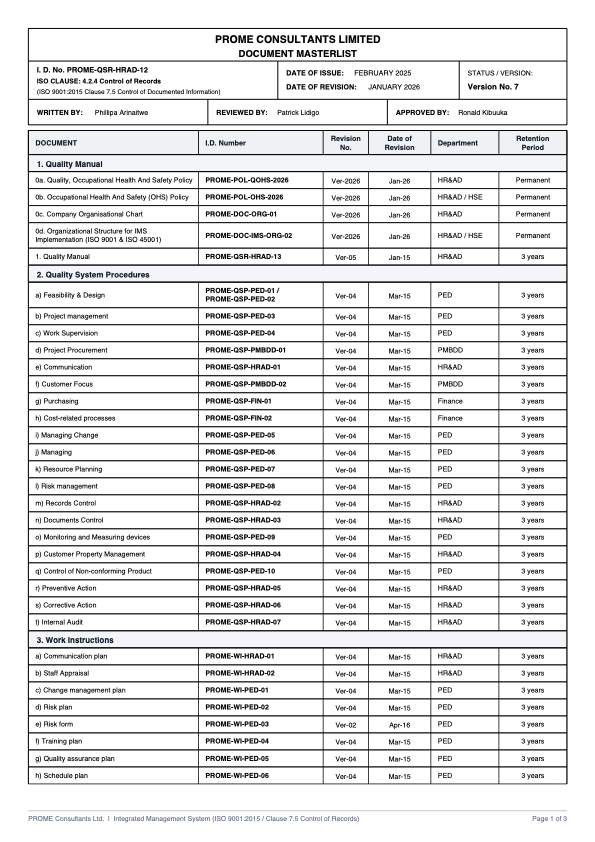 PROME CONSULTANTS LIMITED
DOCUMENT MASTERLIST
I. D. No. PROME-QSR-HRAD-12
ISO CLAUSE: 4.2.4 Control of Records
(ISO 9001:2015 Clause 7.5 Control of Documented Information)
DATE OF ISSUE: FEBRUARY 2025
DATE OF REVISION: JANUARY 2026
STATUS / VERSION:
Version No. 7
WRITTEN BY: Phillipa Arinaitwe REVIEWED BY: Patrick Lidigo APPROVED BY: Ronald Kibuuka
DOCUMENT I.D. Number Revision No. Date of Revision Department Retention Period
1. Quality Manual
0a. Quality, Occupational Health And Safety Policy PROME-POL-QOHS-2026 Ver-2026 Jan-26 HR&AD Permanent
0b. Occupational Health And Safety (OHS) Policy PROME-POL-OHS-2026 Ver-2026 Jan-26 HR&AD / HSE Permanent
0c. Company Organisational Chart PROME-DOC-ORG-01 Ver-2026 Jan-26 HR&AD Permanent
0d. Organizational Structure for IMS
Implementation (ISO 9001 & ISO 45001) PROME-DOC-IMS-ORG-02 Ver-2026 Jan-26 HR&AD / HSE Permanent
1. Quality Manual PROME-QSR-HRAD-13 Ver-05 Jan-15 HR&AD 3 years
2. Quality System Procedures
a) Feasibility & Design PROME-QSP-PED-01 /
PROME-QSP-PED-02 Ver-04 Mar-15 PED 3 years
b) Project management PROME-QSP-PED-03 Ver-04 Mar-15 PED 3 years
c) Work Supervision PROME-QSP-PED-04 Ver-04 Mar-15 PED 3 years
d) Project Procurement PROME-QSP-PMBDD-01 Ver-04 Mar-15 PMBDD 3 years
e) Communication PROME-QSP-HRAD-01 Ver-04 Mar-15 HR&AD 3 years
f) Customer Focus PROME-QSP-PMBDD-02 Ver-04 Mar-15 PMBDD 3 years
g) Purchasing PROME-QSP-FIN-01 Ver-04 Mar-15 Finance 3 years
h) Cost-related processes PROME-QSP-FIN-02 Ver-04 Mar-15 Finance 3 years
i) Managing Change PROME-QSP-PED-05 Ver-04 Mar-15 PED 3 years
j) Managing PROME-QSP-PED-06 Ver-04 Mar-15 PED 3 years
k) Resource Planning PROME-QSP-PED-07 Ver-04 Mar-15 PED 3 years
l) Risk management PROME-QSP-PED-08 Ver-04 Mar-15 PED 3 years
m) Records Control PROME-QSP-HRAD-02 Ver-04 Mar-15 HR&AD 3 years
n) Documents Control PROME-QSP-HRAD-03 Ver-04 Mar-15 HR&AD 3 years
o) Monitoring and Measuring devices PROME-QSP-PED-09 Ver-04 Mar-15 PED 3 years
p) Customer Property Management PROME-QSP-HRAD-04 Ver-04 Mar-15 HR&AD 3 years
q) Control of Non-conforming Product PROME-QSP-PED-10 Ver-04 Mar-15 PED 3 years
r) Preventive Action PROME-QSP-HRAD-05 Ver-04 Mar-15 HR&AD 3 years
s) Corrective Action PROME-QSP-HRAD-06 Ver-04 Mar-15 HR&AD 3 years
t) Internal Audit PROME-QSP-HRAD-07 Ver-04 Mar-15 HR&AD 3 years
3. Work Instructions
a) Communication plan PROME-WI-HRAD-01 Ver-04 Mar-15 HR&AD 3 years
b) Staff Appraisal PROME-WI-HRAD-02 Ver-04 Mar-15 HR&AD 3 years
c) Change management plan PROME-WI-PED-01 Ver-04 Mar-15 PED 3 years
d) Risk plan PROME-WI-PED-02 Ver-04 Mar-15 PED 3 years
e) Risk form PROME-WI-PED-03 Ver-02 Apr-16 PED 3 years
f) Training plan PROME-WI-PED-04 Ver-04 Mar-15 PED 3 years
g) Quality assurance plan PROME-WI-PED-05 Ver-04 Mar-15 PED 3 years
h) Schedule plan PROME-WI-PED-06 Ver-04 Mar-15 PED 3 years
PROME Consultants Ltd. | Integrated Management System (ISO 9001:2015 / Clause 7.5 Control of Records) Page 1 of 3